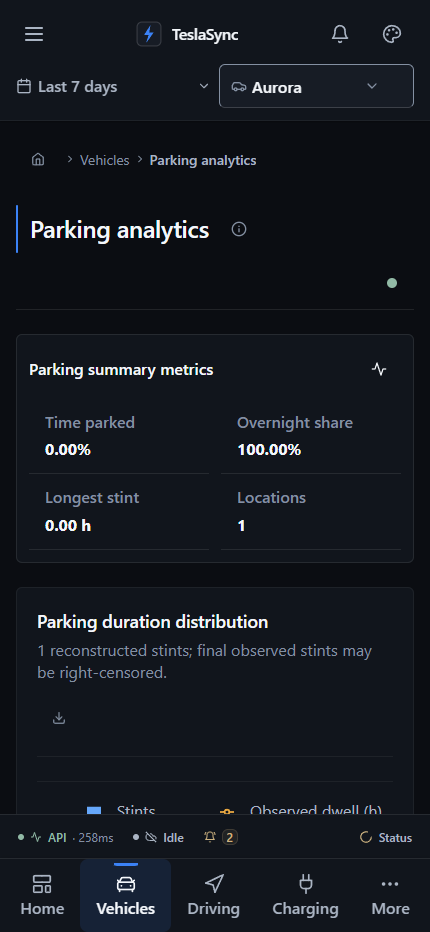 TeslaSync
Last 7 days
Aurora
Vehicles
Parking analytics
Parking analytics
Parking summary metrics
Time parked
0.00%
Overnight share
100.00%
Longest stint
0.00 h
Locations
1
Parking duration distribution
1 reconstructed stints; final observed stints may
be right-censored.
Stints
Observed dwell (h)
API · 258ms
Idle
2
Status
Home
Vehicles
Driving
Charging
More